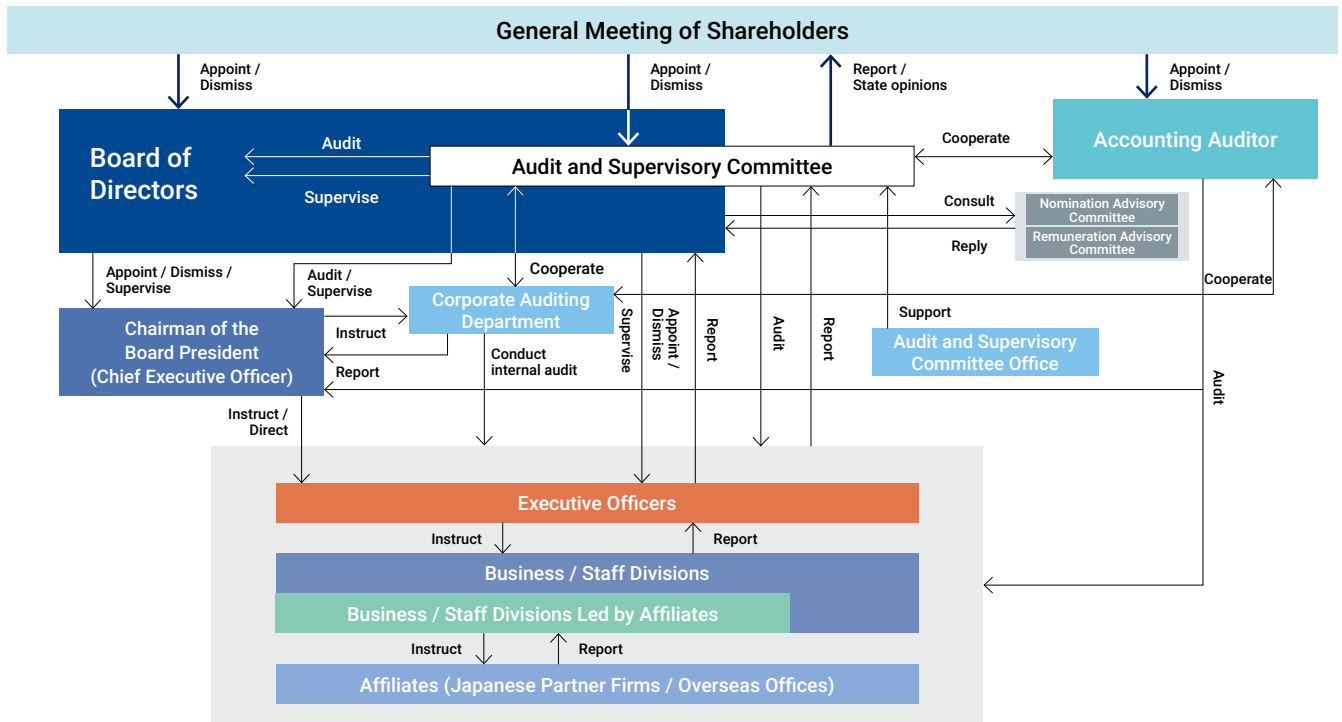 General Meeting of Shareholders
Appoint /
Dismiss
Appoint /
Dismiss
Report /
State opinions
Appoint /
Dismiss
Board of
Directors
Audit
Supervise
Audit and Supervisory Committee
Cooperate
Accounting Auditor
Consult
Reply
Nomination Advisory
Committee
Remuneration Advisory
Committee
Appoint / Dismiss /
Supervise
Audit /
Supervise
Cooperate
Cooperate
Chairman of the
Board President
(Chief Executive Officer)
Instruct
Report
Corporate Auditing
Department
Conduct
internal audit
Supervise
Appoint /
Dismiss
Report
Audit
Report
Support
Audit and Supervisory
Committee Office
Audit
Instruct /
Direct
Executive Officers
Instruct
Report
Business / Staff Divisions
Business / Staff Divisions Led by Affiliates
Instruct
Report
Affiliates (Japanese Partner Firms / Overseas Offices)